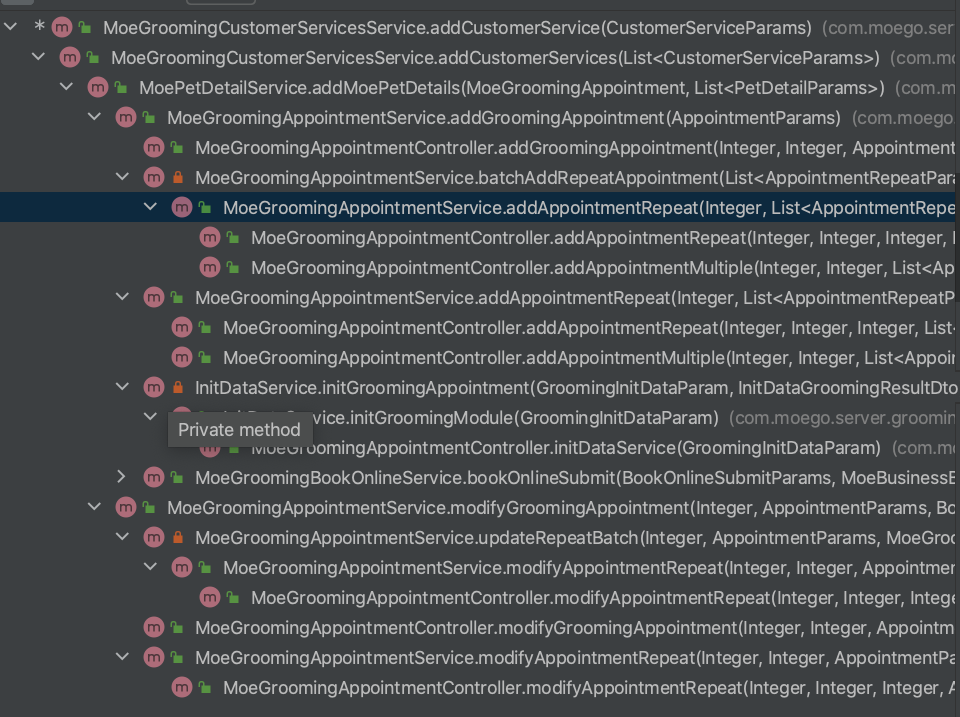 * m MoeGroomingCustomerServicesService.addCustomerService(CustomerServiceParams) (com.moego.ser
m MoeGroomingCustomerServicesService.addCustomerServices(List<CustomerServiceParams>) (com.mo
m MoePetDetailService.addMoePetDetails(MoeGroomingAppointment, List<PetDetailParams>) (com.m
m MoeGroomingAppointmentService.addGroomingAppointment(AppointmentParams) (com.moego.
m MoeGroomingAppointmentController.addGroomingAppointment(Integer, Integer, Appointment
m MoeGroomingAppointmentService.batchAddRepeatAppointment(List<AppointmentRepeatPara
m MoeGroomingAppointmentService.addAppointmentRepeat(Integer, List<AppointmentRepe
m MoeGroomingAppointmentController.addAppointmentRepeat(Integer, Integer, Integer,
m MoeGroomingAppointmentController.addAppointmentMultiple(Integer, Integer, List<Ap
m MoeGroomingAppointmentService.addAppointmentRepeat(Integer, List<AppointmentRepeatP
m MoeGroomingAppointmentController.addAppointmentRepeat(Integer, Integer, Integer, List<
m MoeGroomingAppointmentController.addAppointmentMultiple(Integer, Integer, List<Appoin
m InitDataService.initGroomingAppointment(GroomingInitDataParam, InitDataGroomingResultDto
Service.initGroomingModule(GroomingInitDataParam) (com.moego.server.groomin
Private method
m MoeGroomingAppointmentController.initDataService(GroomingInitDataParam) (com.mo
m MoeGroomingBookOnlineService.bookOnlineSubmit(BookOnlineSubmitParams, MoeBusinessB
m MoeGroomingAppointmentService.modifyGroomingAppointment(Integer, AppointmentParams, Bo
m MoeGroomingAppointmentService.updateRepeatBatch(Integer, AppointmentParams, MoeGroo
m MoeGroomingAppointmentService.modifyAppointmentRepeat(Integer, Integer, Appointmen
m MoeGroomingAppointmentController.modifyAppointmentRepeat(Integer, Integer, Intege
m MoeGroomingAppointmentController.modifyGroomingAppointment(Integer, Integer, Appointm
m MoeGroomingAppointmentService.modifyAppointmentRepeat(Integer, Integer, AppointmentPa
m MoeGroomingAppointmentController.modifyAppointmentRepeat(Integer, Integer, Integer, A